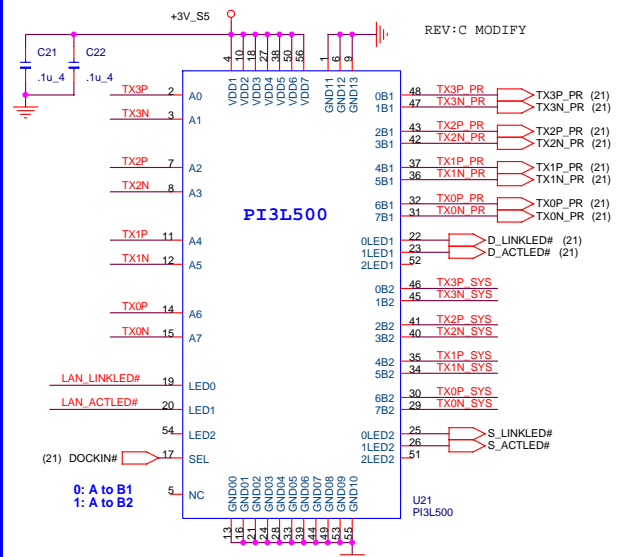 +3V_S5
REV:C MODIFY
C21
.1u_4
C22
.1u_4
4
10
18
27
38
50
56
1
6
9
VDD1
VDD2
VDD3
VDD4
VDD5
VDD6
VDD7
GND11
GND12
GND13
TX3P 2 A0
TX3N 3 A1
TX2P 7 A2
TX2N 8 A3
TX1P 11 A4
TX1N 12 A5
TX0P 14 A6
TX0N 15 A7
LAN_LINKLED# 19 LED0
LAN_ACTLED# 20 LED1
54 LED2
(21) DOCKIN# 17 SEL
5 NC
0: A to B1
1: A to B2
PI3L500
0B1 48 TX3P_PR TX3P_PR (21)
1B1 47 TX3N_PR TX3N_PR (21)
2B1 43 TX2P_PR TX2P_PR (21)
3B1 42 TX2N_PR TX2N_PR (21)
4B1 37 TX1P_PR TX1P_PR (21)
5B1 36 TX1N_PR TX1N_PR (21)
6B1 32 TX0P_PR TX0P_PR (21)
7B1 31 TX0N_PR TX0N_PR (21)
0LED1 22 D_LINKLED# (21)
1LED1 23 D_ACTLED# (21)
2LED1 52
0B2 46 TX3P_SYS
1B2 45 TX3N_SYS
2B2 41 TX2P_SYS
3B2 40 TX2N_SYS
4B2 35 TX1P_SYS
5B2 34 TX1N_SYS
6B2 30 TX0P_SYS
7B2 29 TX0N_SYS
0LED2 25 S_LINKLED#
1LED2 26 S_ACTLED#
2LED2 51
GND00
GND01
GND02
GND03
GND04
GND05
GND06
GND07
GND08
GND09
GND10
13
16
21
24
28
33
39
44
49
53
55
U21
PI3L500